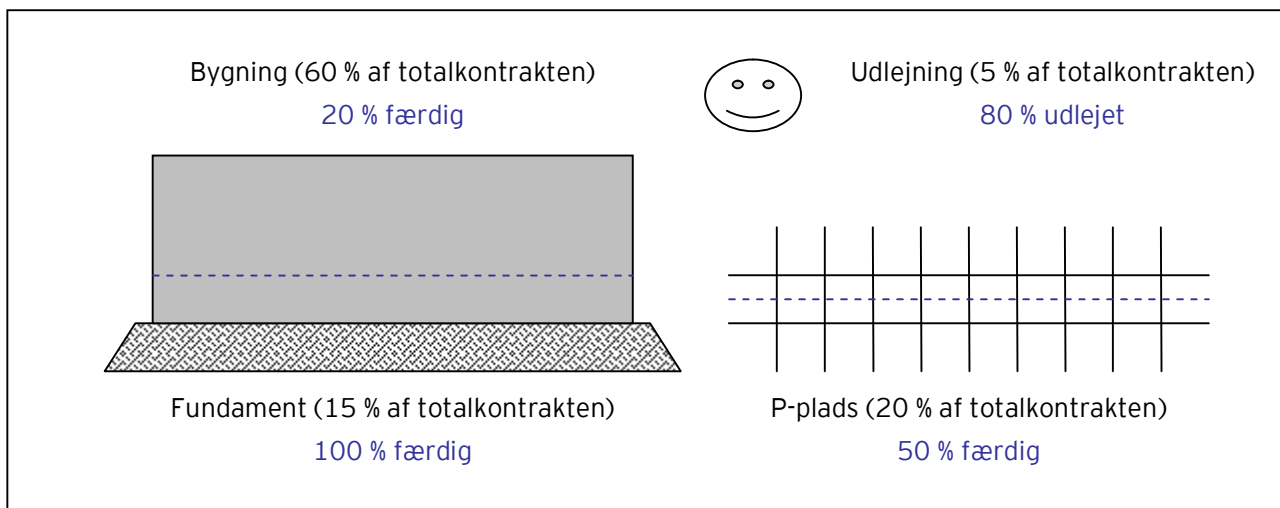 Bygning (60 % af totalkontrakten)
20 % færdig
Udlejning (5 % af totalkontrakten)
80 % udlejet
Fundament (15 % af totalkontrakten)
100 % færdig
P-plads (20 % af totalkontrakten)
50 % færdig